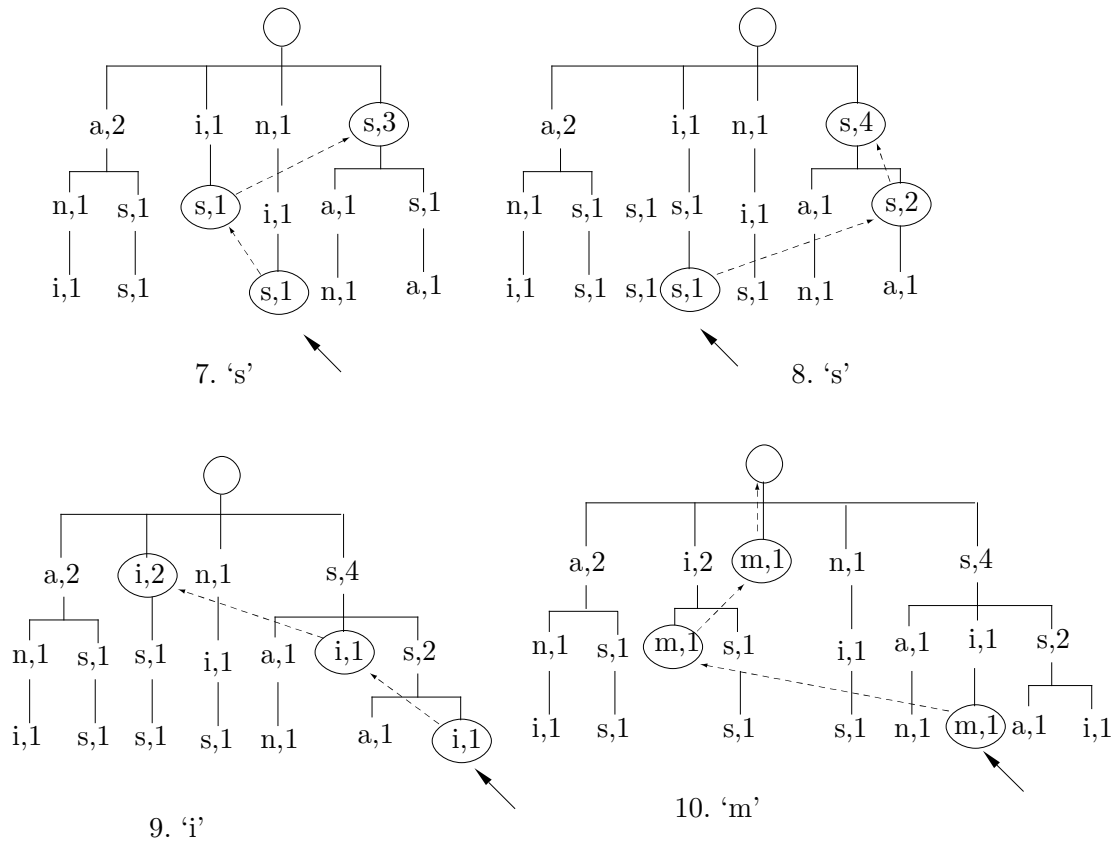 a,2 i,1 n,1 s,3
n,1 s,1 s,1 i,1 a,1 s,1
i,1 s,1 s,1 n,1 a,1
7. ‘s’
a,2 i,1 n,1 s,4
n,1 s,1 s,1 s,1 i,1 a,1 s,2
i,1 s,1 s,1 s,1 s,1 n,1 a,1
8. ‘s’
a,2 i,2 n,1 s,4
n,1 s,1 s,1 i,1 a,1 i,1 s,2
i,1 s,1 s,1 s,1 n,1 a,1 i,1
9. ‘i’
a,2 i,2 m,1 n,1 s,4
n,1 s,1 m,1 s,1 i,1 a,1 i,1 s,2
i,1 s,1 s,1 s,1 n,1 m,1 a,1 i,1
10. ‘m’